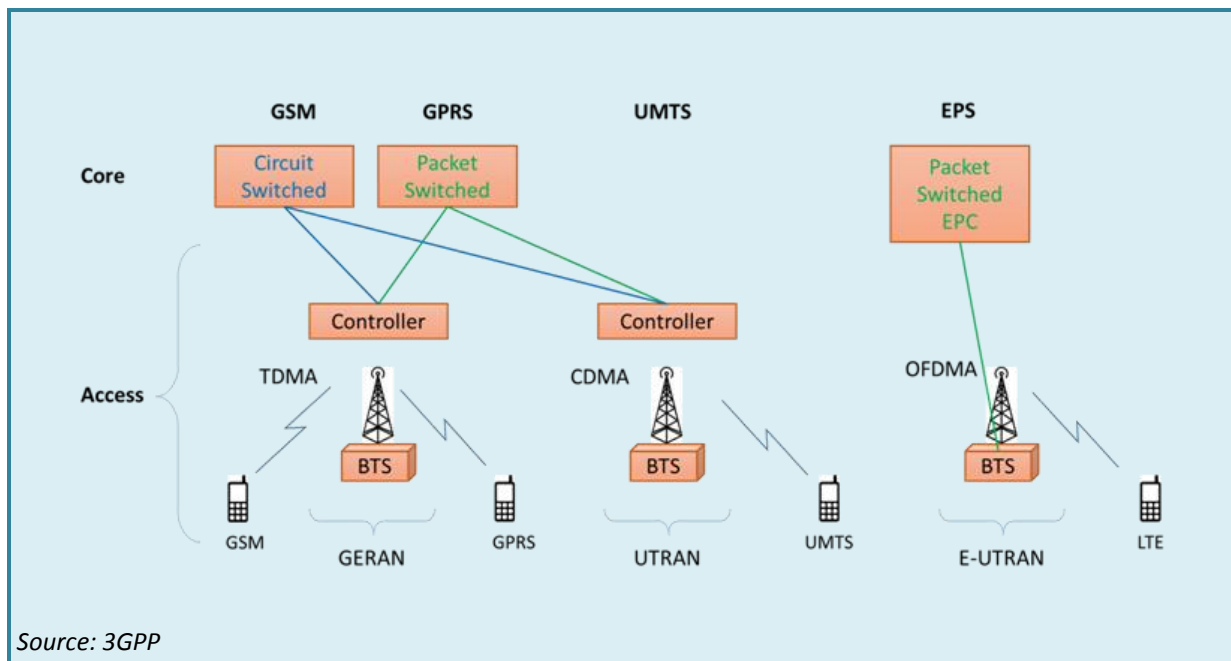 GSM
GPRS
UMTS
EPS
Core
Circuit
Switched
Packet
Switched
Packet
Switched
EPC
Controller
Controller
Access
TDMA
CDMA
OFDMA
BTS
BTS
BTS
GSM
GPRS
UMTS
LTE
GERAN
UTRAN
E-UTRAN
Source: 3GPP